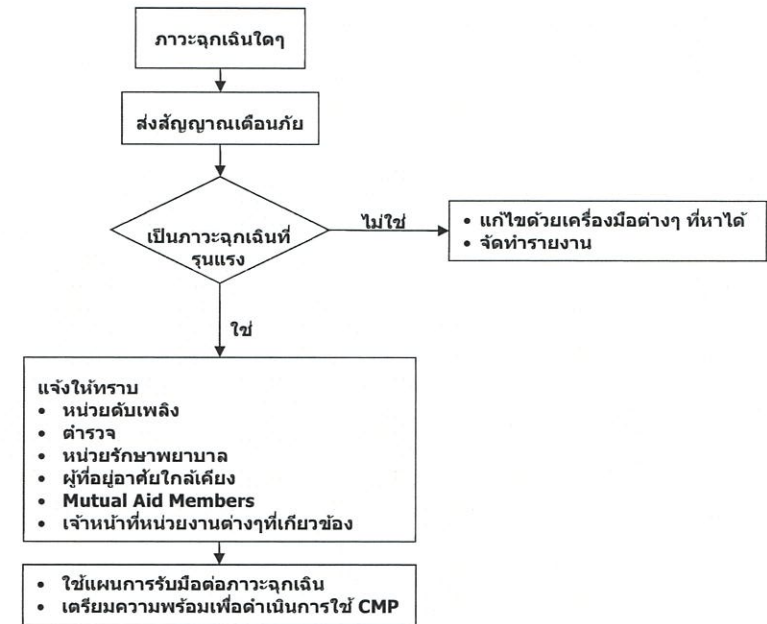 ภาวะฉุกเฉินใดๆ
ส่งสัญญาณเตือนภัย
เป็นภาวะฉุกเฉินที่
รุนแรง
ไม่ใช่
• แก้ไขด้วยเครื่องมือต่างๆ ที่หาได้
• จัดทำรายงาน
ใช่
แจ้งให้ทราบ
• หน่วยดับเพลิง
• ตำรวจ
• หน่วยรักษาพยาบาล
• ผู้ที่อยู่อาศัยใกล้เคียง
• Mutual Aid Members
• เจ้าหน้าที่หน่วยงานต่างๆที่เกียวข้อง
• ใช้แผนการรับมือต่อภาวะฉุกเฉิน
• เตรียมความพร้อมเพื่อดำเนินการใช้ CMP